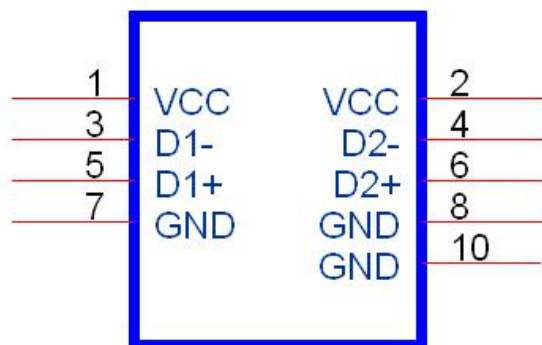 1 VCC VCC 2
3 D1- D2- 4
5 D1+ D2+ 6
7 GND GND 8
GND 10